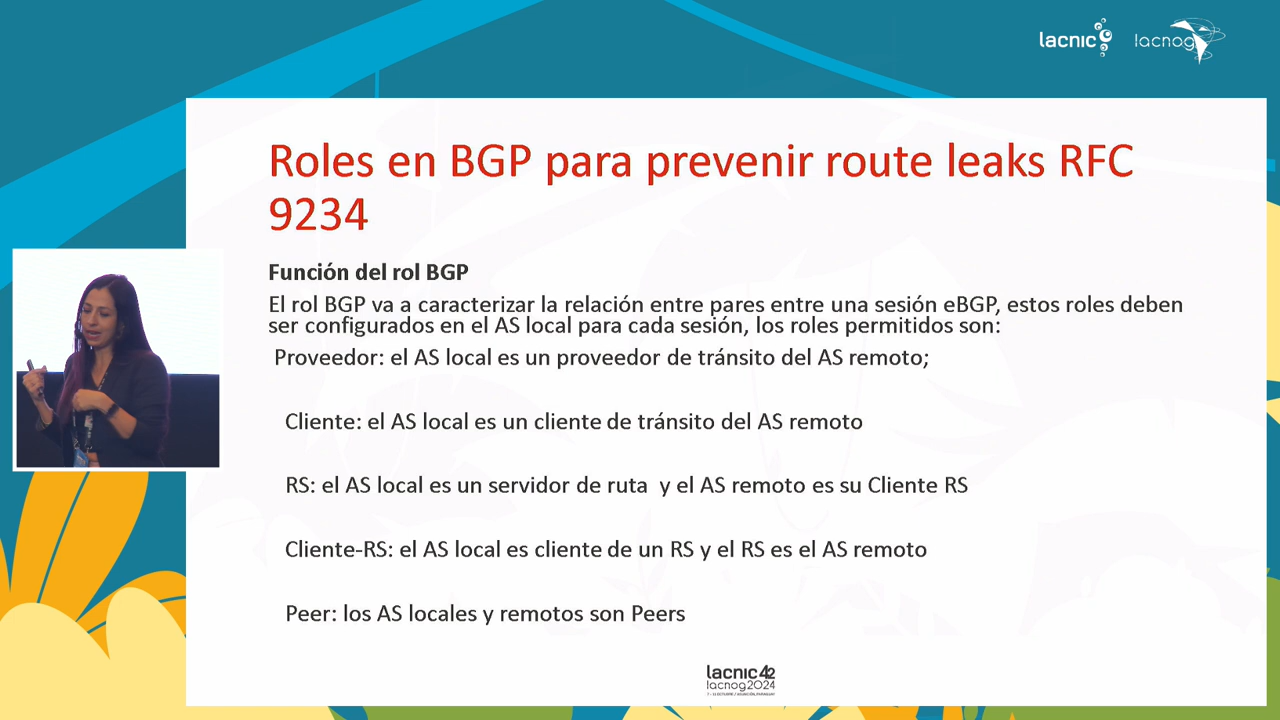 lacnic
lacnog
Roles en BGP para prevenir route leaks RFC
9234
Función del rol BGP
El rol BGP va a caracterizar la relación entre pares entre una sesión eBGP, estos roles deben
ser configurados en el AS local para cada sesión, los roles permitidos son:
Proveedor: el AS local es un proveedor de tránsito del AS remoto;
Cliente: el AS local es un cliente de tránsito del AS remoto
RS: el AS local es un servidor de ruta y el AS remoto es su Cliente RS
Cliente-RS: el AS local es cliente de un RS y el RS es el AS remoto
Peer: los AS locales y remotos son Peers
lacnic42
lacnog2024